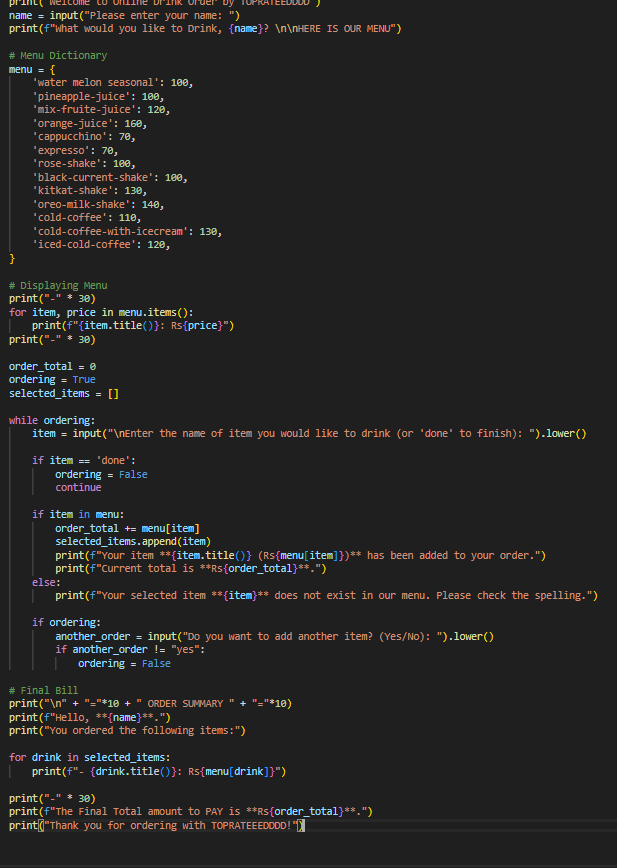 print("Welcome to Online Drink Order by TOPRATEEDDDD")
name = input("Please enter your name: ")
print(f"What would you like to Drink, {name}? \n\nHERE IS OUR MENU")

# Menu Dictionary
menu = {
    'water melon seasonal': 100,
    'pineapple-juice': 100,
    'mix-fruite-juice': 120,
    'orange-juice': 160,
    'cappucchino': 70,
    'expresso': 70,
    'rose-shake': 100,
    'black-current-shake': 100,
    'kitkat-shake': 130,
    'oreo-milk-shake': 140,
    'cold-coffee': 110,
    'cold-coffee-with-icecream': 130,
    'iced-cold-coffee': 120,
}

# Displaying Menu
print("-" * 30)
for item, price in menu.items():
    print(f"{item.title()}: Rs{price}")
print("-" * 30)

order_total = 0
ordering = True
selected_items = []

while ordering:
    item = input("\nEnter the name of item you would like to drink (or 'done' to finish): ").lower()

    if item == 'done':
        ordering = False
        continue

    if item in menu:
        order_total += menu[item]
        selected_items.append(item)
        print(f"Your item **{item.title()} (Rs{menu[item]})** has been added to your order.")
        print(f"Current total is **Rs{order_total}**.")
    else:
        print(f"Your selected item **{item}** does not exist in our menu. Please check the spelling.")

    if ordering:
        another_order = input("Do you want to add another item? (Yes/No): ").lower()
        if another_order != "yes":
            ordering = False

# Final Bill
print("\n" + "="*10 + " ORDER SUMMARY " + "="*10)
print(f"Hello, **{name}**.")
print("You ordered the following items:")

for drink in selected_items:
    print(f"- {drink.title()}: Rs{menu[drink]}")

print("-" * 30)
print(f"The Final Total amount to PAY is **Rs{order_total}**.")
print("Thank you for ordering with TOPRATEEEDDDD!")